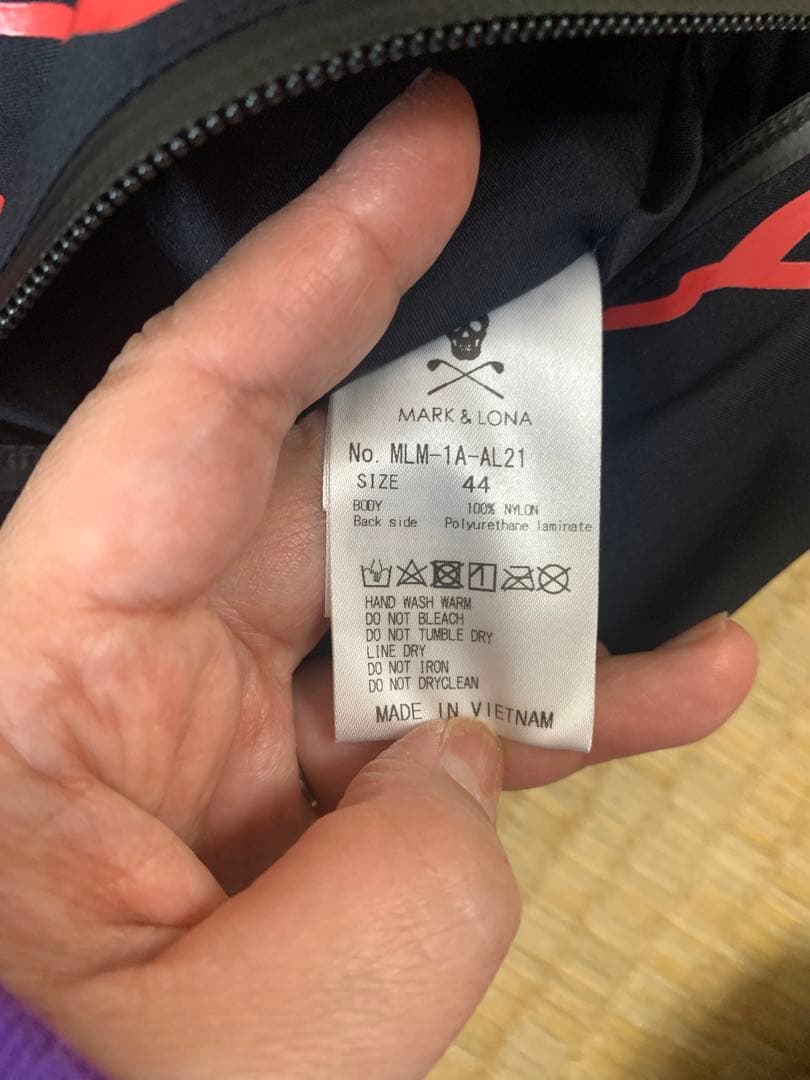 MARK & LONA
No. MLM-1A-AL21
SIZE 44
BODY 100% NYLON
Back side Polyurethane laminate
HAND WASH WARM
DO NOT BLEACH
DO NOT TUMBLE DRY
LINE DRY
DO NOT IRON
DO NOT DRYCLEAN
MADE IN VIETNAM